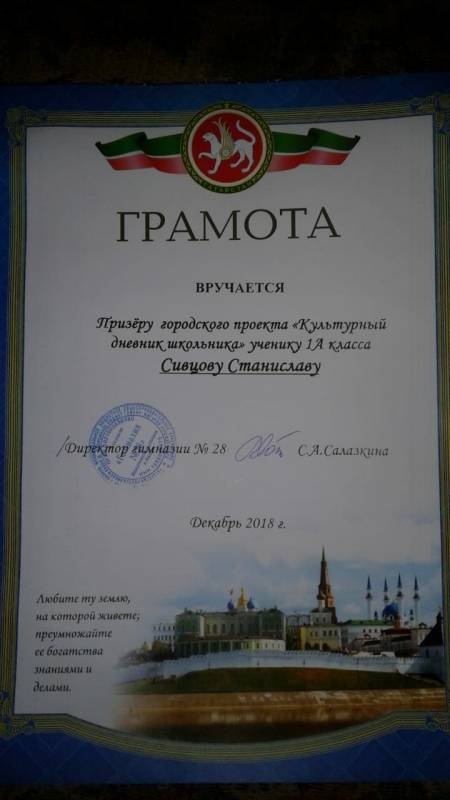 ТАТАРСТАН
ГРАМОТА
ВРУЧАЕТСЯ
Призёру городского проекта «Культурный
дневник школьника» ученику 1А класса
Сивцову Станиславу
Директор гимназии № 28 С.А.Салазкина
Декабрь 2018 г.
Любите ту землю,
на которой живете;
преумножайте
ее богатства
знаниями и
делами.